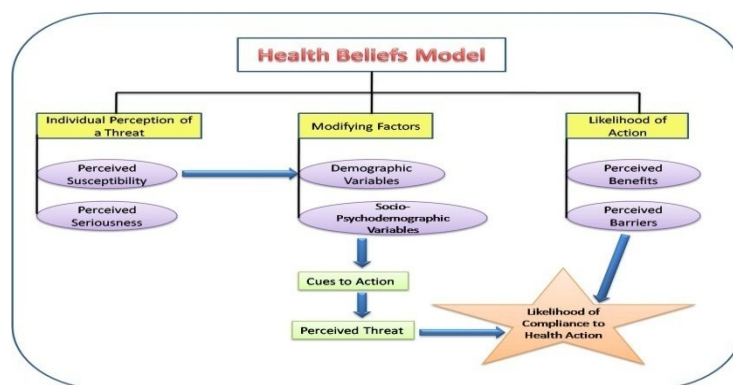 Health Beliefs Model
Individual Perception of
a Threat
Modifying Factors
Likelihood of
Action
Perceived
Susceptibility
Demographic
Variables
Perceived
Benefits
Perceived
Seriousness
Socio-
Psychodemographic
Variables
Perceived
Barriers
Cues to Action
Perceived Threat
Likelihood of
Compliance to
Health Action